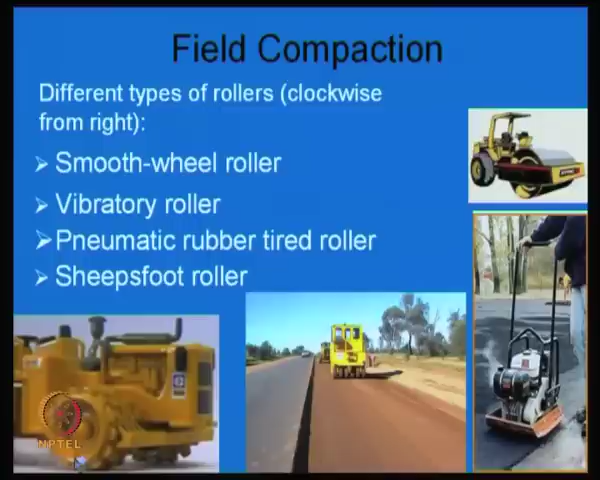 Field Compaction
Different types of rollers (clockwise
from right):
Smooth-wheel roller
Vibratory roller
Pneumatic rubber tired roller
Sheepsfoot roller
NPTEL